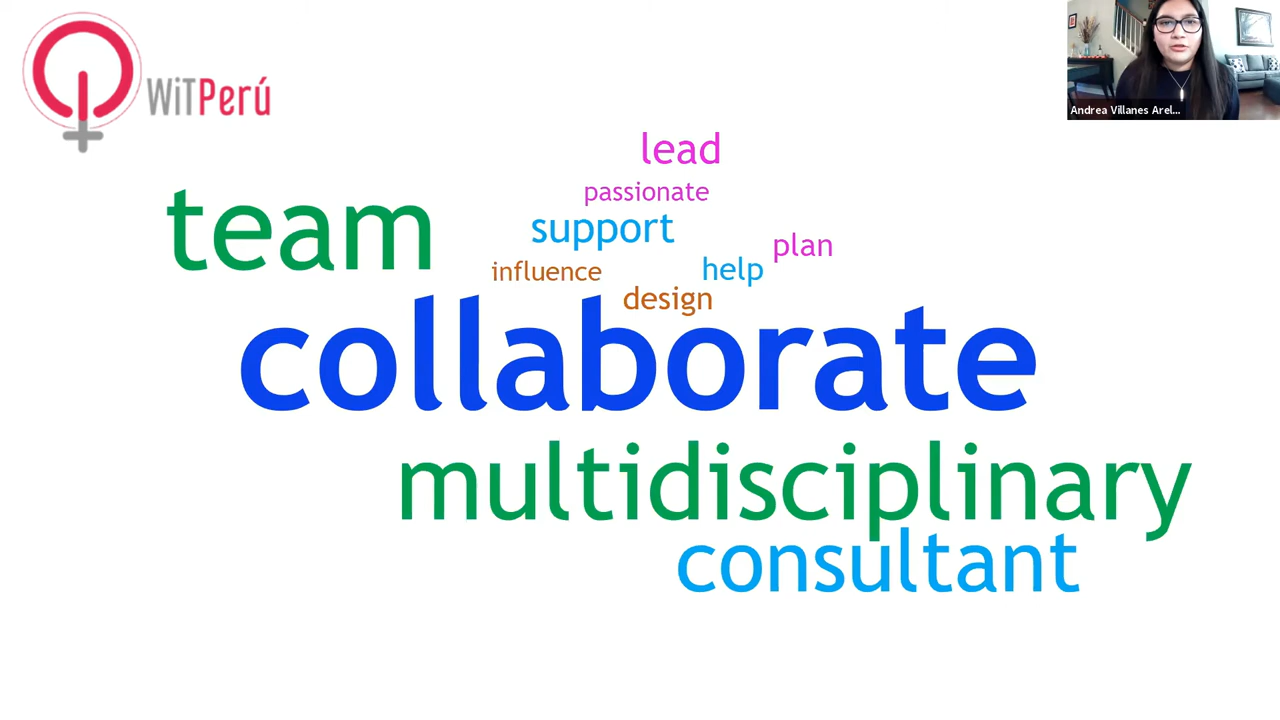 WiTPerú
Andrea Villanes Arel...
lead
passionate
team
support
plan
influence
help
design
collaborate
multidisciplinary
consultant